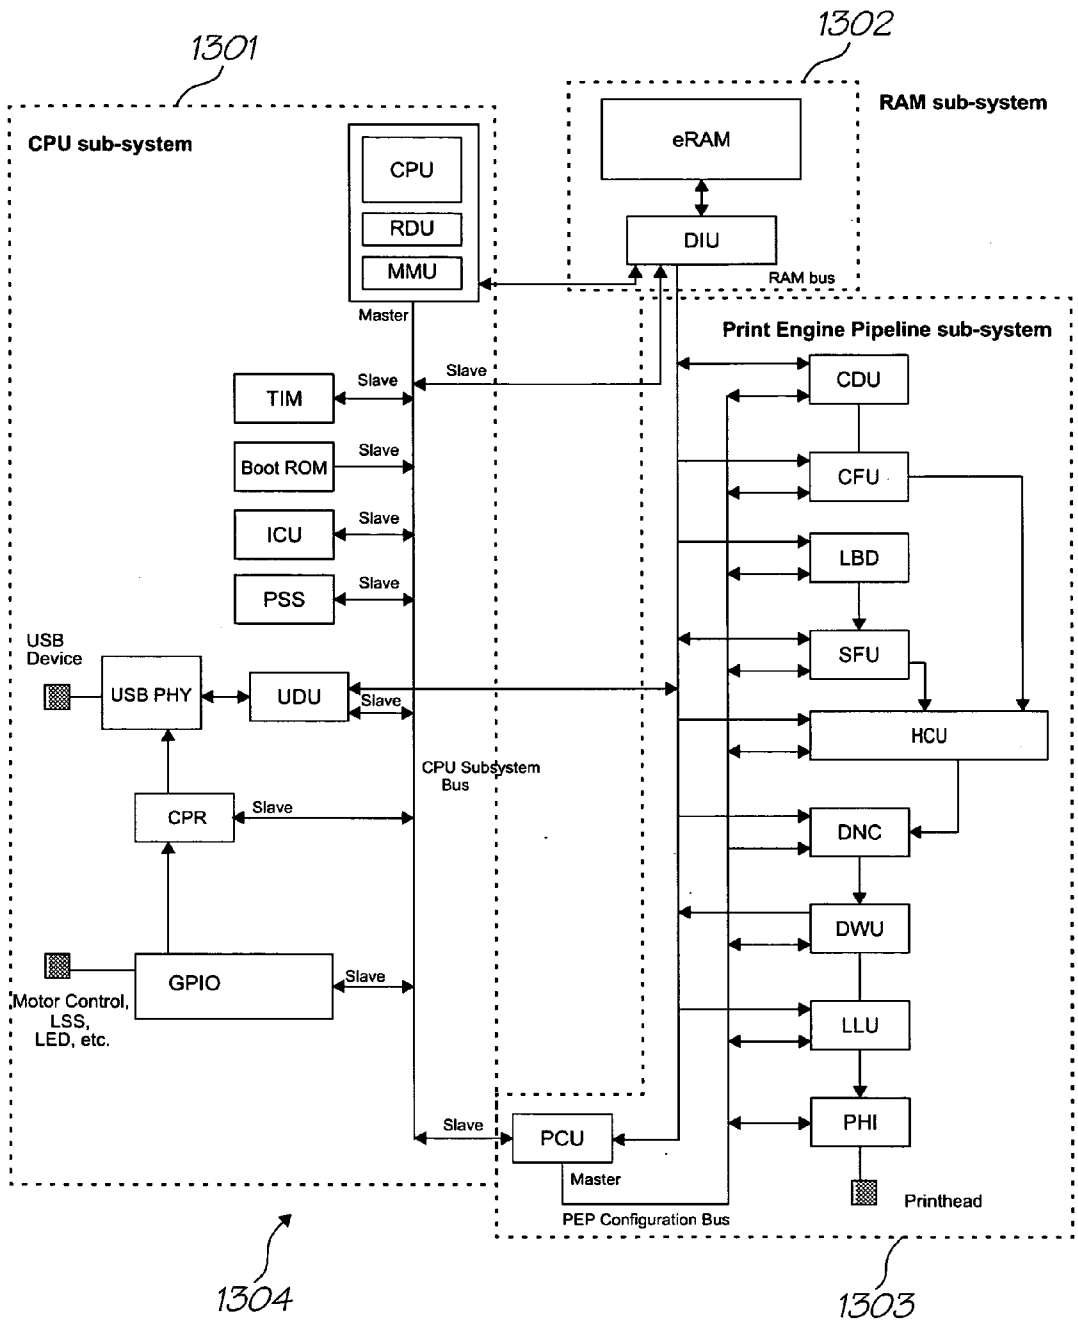 1301
1302
CPU sub-system
RAM sub-system
CPU
RDU
MMU
Master
eRAM
DIU
RAM bus
Print Engine Pipeline sub-system
TIM
Slave
Slave
Boot ROM
Slave
ICU
Slave
PSS
Slave
USB
Device
USB PHY
UDU
Slave
CPU Subsystem
Bus
CPR
Slave
GPIO
Slave
Motor Control,
LSS,
LED, etc.
CDU
CFU
LBD
SFU
HCU
DNC
DWU
LLU
PHI
Slave
PCU
Master
PEP Configuration Bus
Printhead
1304
1303